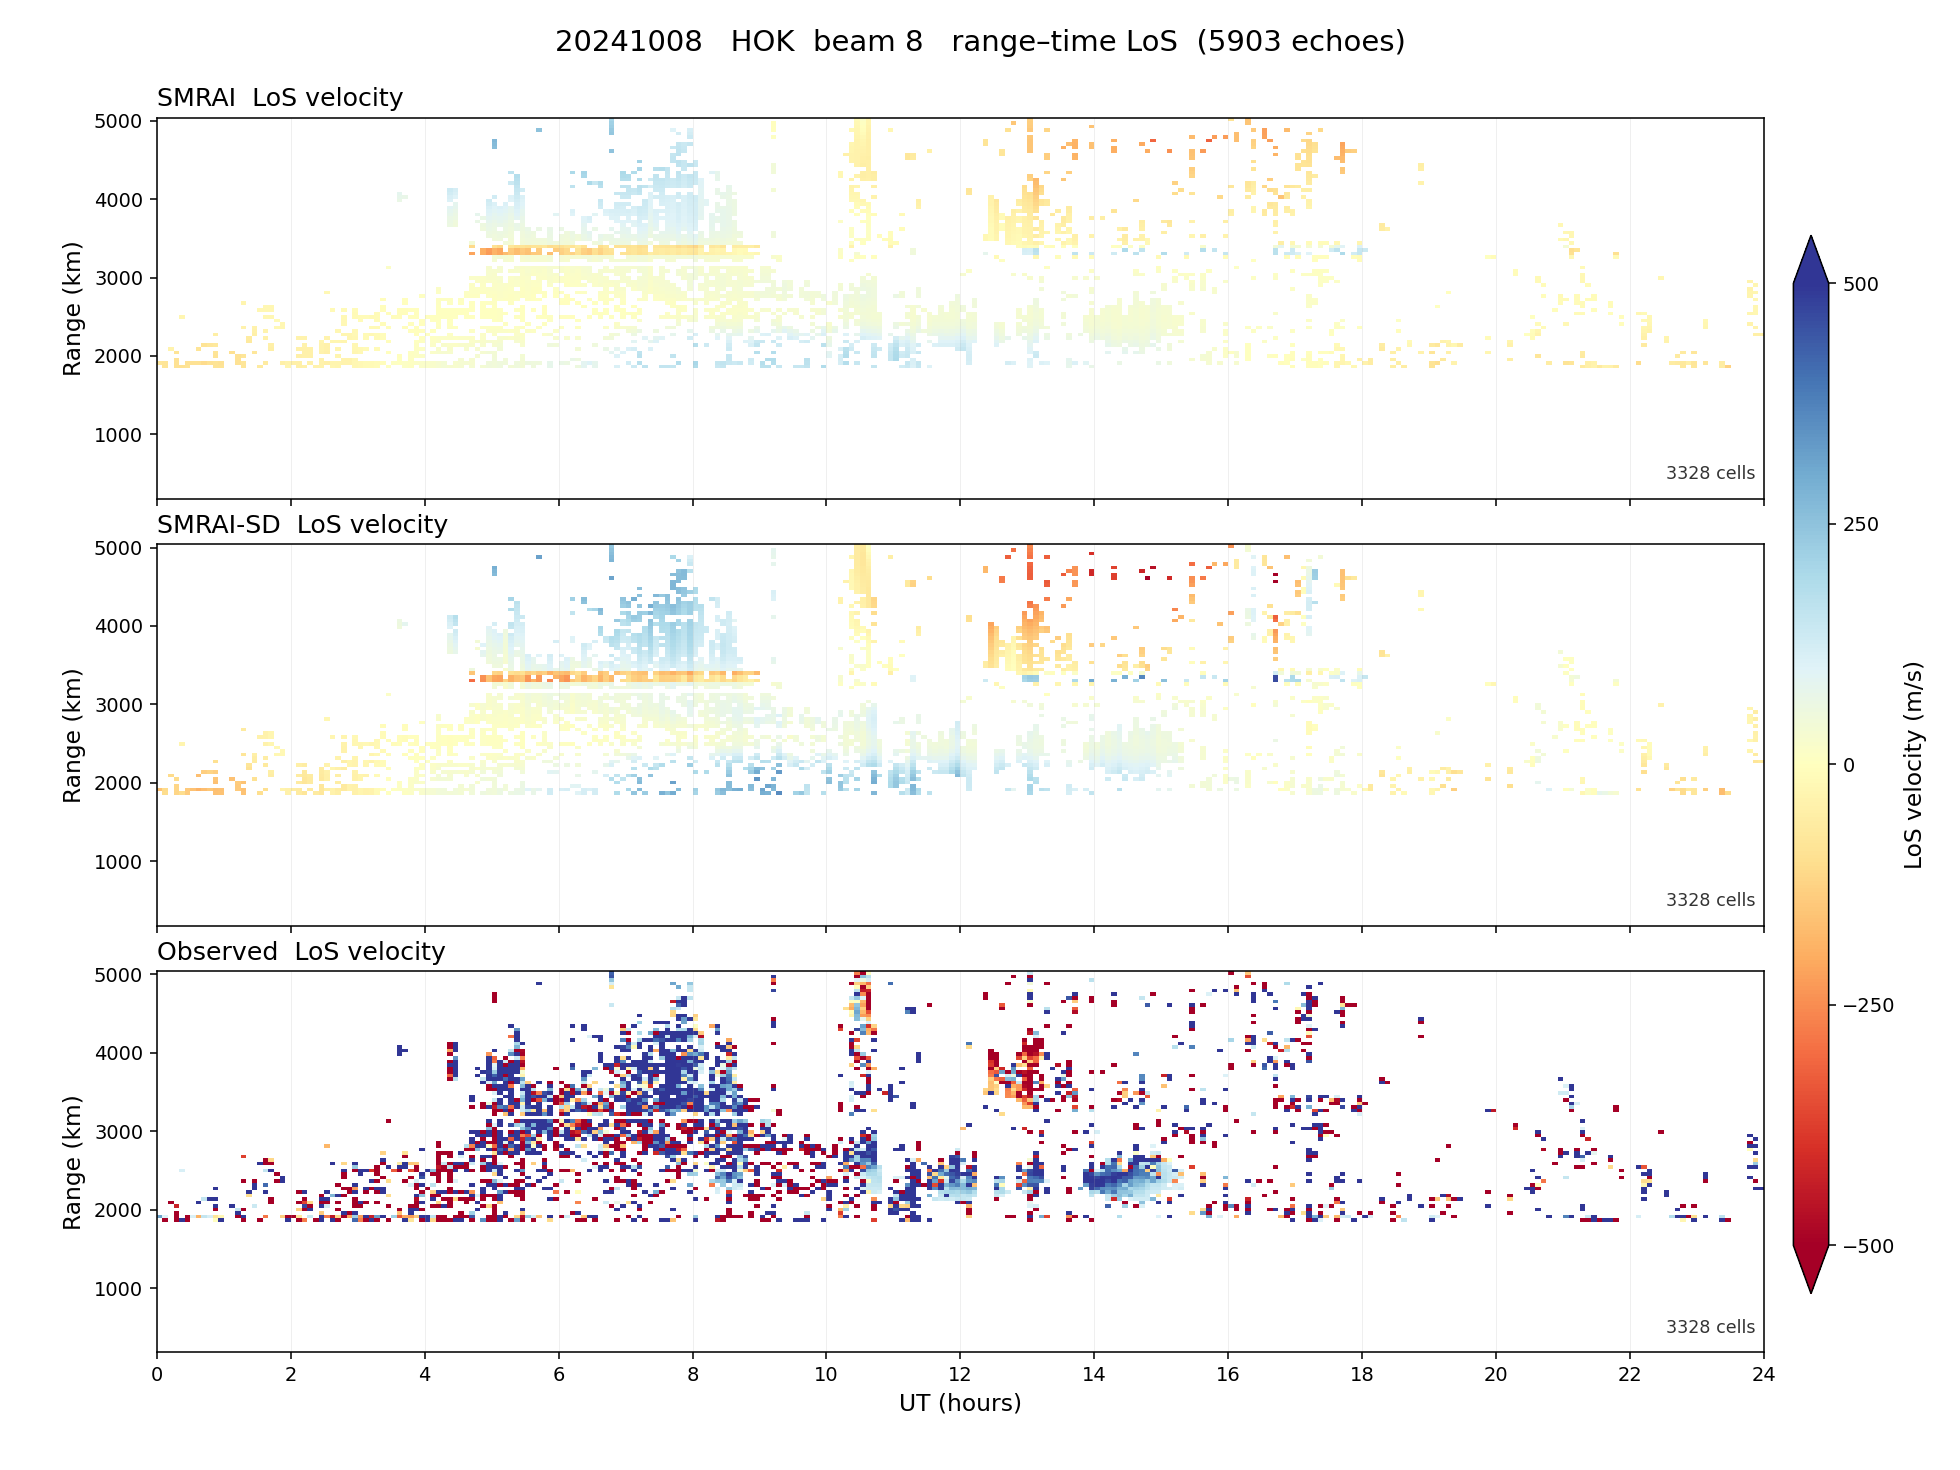 20241008   HOK  beam 8   range–time LoS  (5903 echoes)
SMRAI  LoS velocity
5000
4000
3000
2000
1000
Range (km)
3328 cells
SMRAI-SD  LoS velocity
5000
4000
3000
2000
1000
Range (km)
3328 cells
Observed  LoS velocity
5000
4000
3000
2000
1000
Range (km)
3328 cells
0 2 4 6 8 10 12 14 16 18 20 22 24
UT (hours)
500
250
0
−250
−500
LoS velocity (m/s)